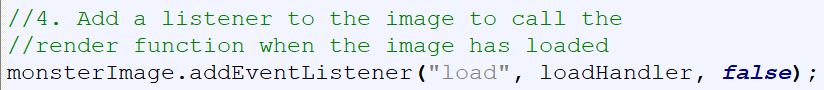 //4. Add a listener to the image to call the
//render function when the image has loaded
monsterImage.addEventListener("load", loadHandler, false);